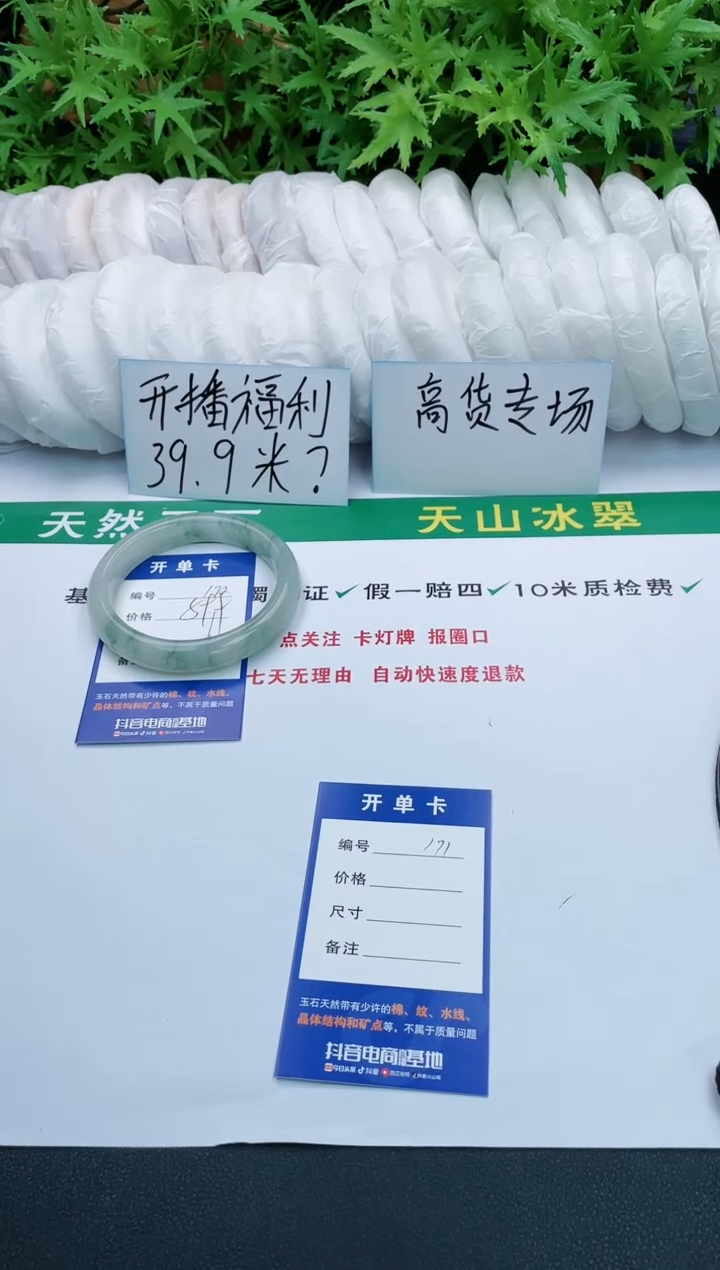 开播福利
39.9米？
高货专场
天然
天山冰翠
证✓假一赔四✓10米质检费✓
点关注 卡灯牌 报圈口
七天无理由 自动快速度退款
开单卡
编号
价格
玉石天然带有少许的棉、纹、水线、
晶体结构和矿点等，不属于质量问题
抖音电商基地
开单卡
编号 171
价格
尺寸
备注
玉石天然带有少许的棉、纹、水线、
晶体结构和矿点等，不属于质量问题
抖音电商基地
今日头条 抖音